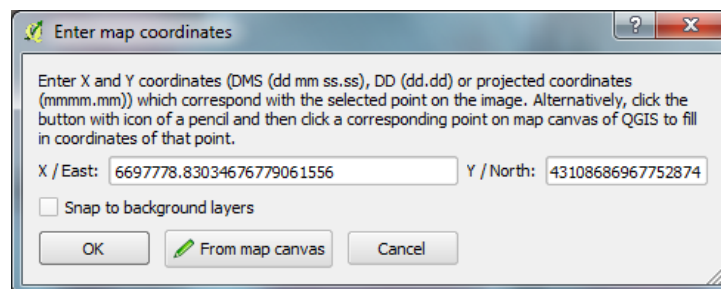 Enter map coordinates
Enter X and Y coordinates (DMS (dd mm ss.ss), DD (dd.dd) or projected coordinates
(mmmm.mm)) which correspond with the selected point on the image. Alternatively, click the
button with icon of a pencil and then click a corresponding point on map canvas of QGIS to fill
in coordinates of that point.
X / East: 6697778.83034676779061556 Y / North: 43108686967752874
Snap to background layers
OK From map canvas Cancel